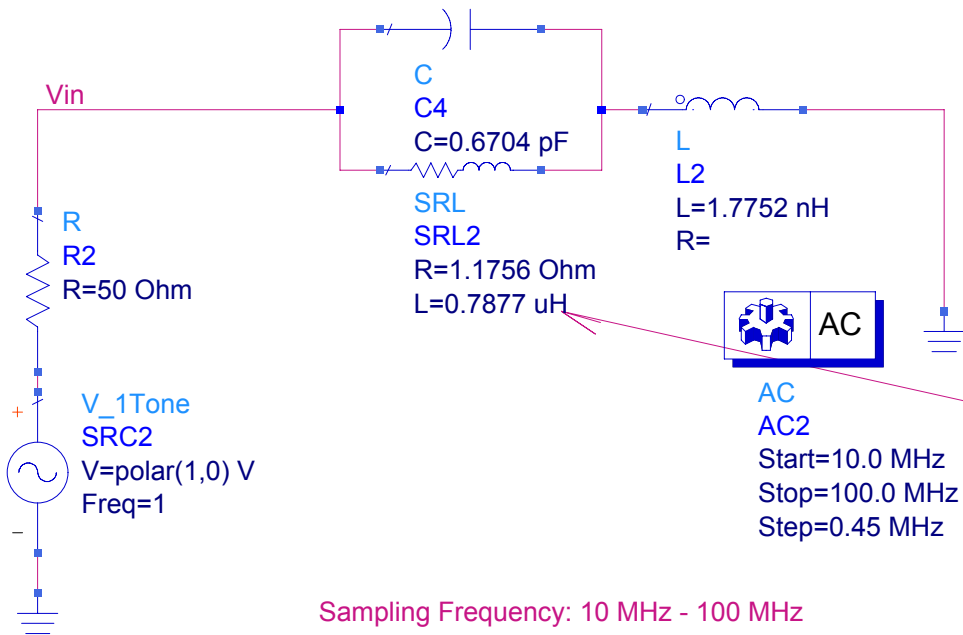 Vin
C
C4
C=0.6704 pF
SRL
SRL2
R=1.1756 Ohm
L=0.7877 uH
L
L2
L=1.7752 nH
R=
R
R2
R=50 Ohm
+
V_1Tone
SRC2
V=polar(1,0) V
Freq=1
−
AC
AC
AC2
Start=10.0 MHz
Stop=100.0 MHz
Step=0.45 MHz
Sampling Frequency: 10 MHz - 100 MHz